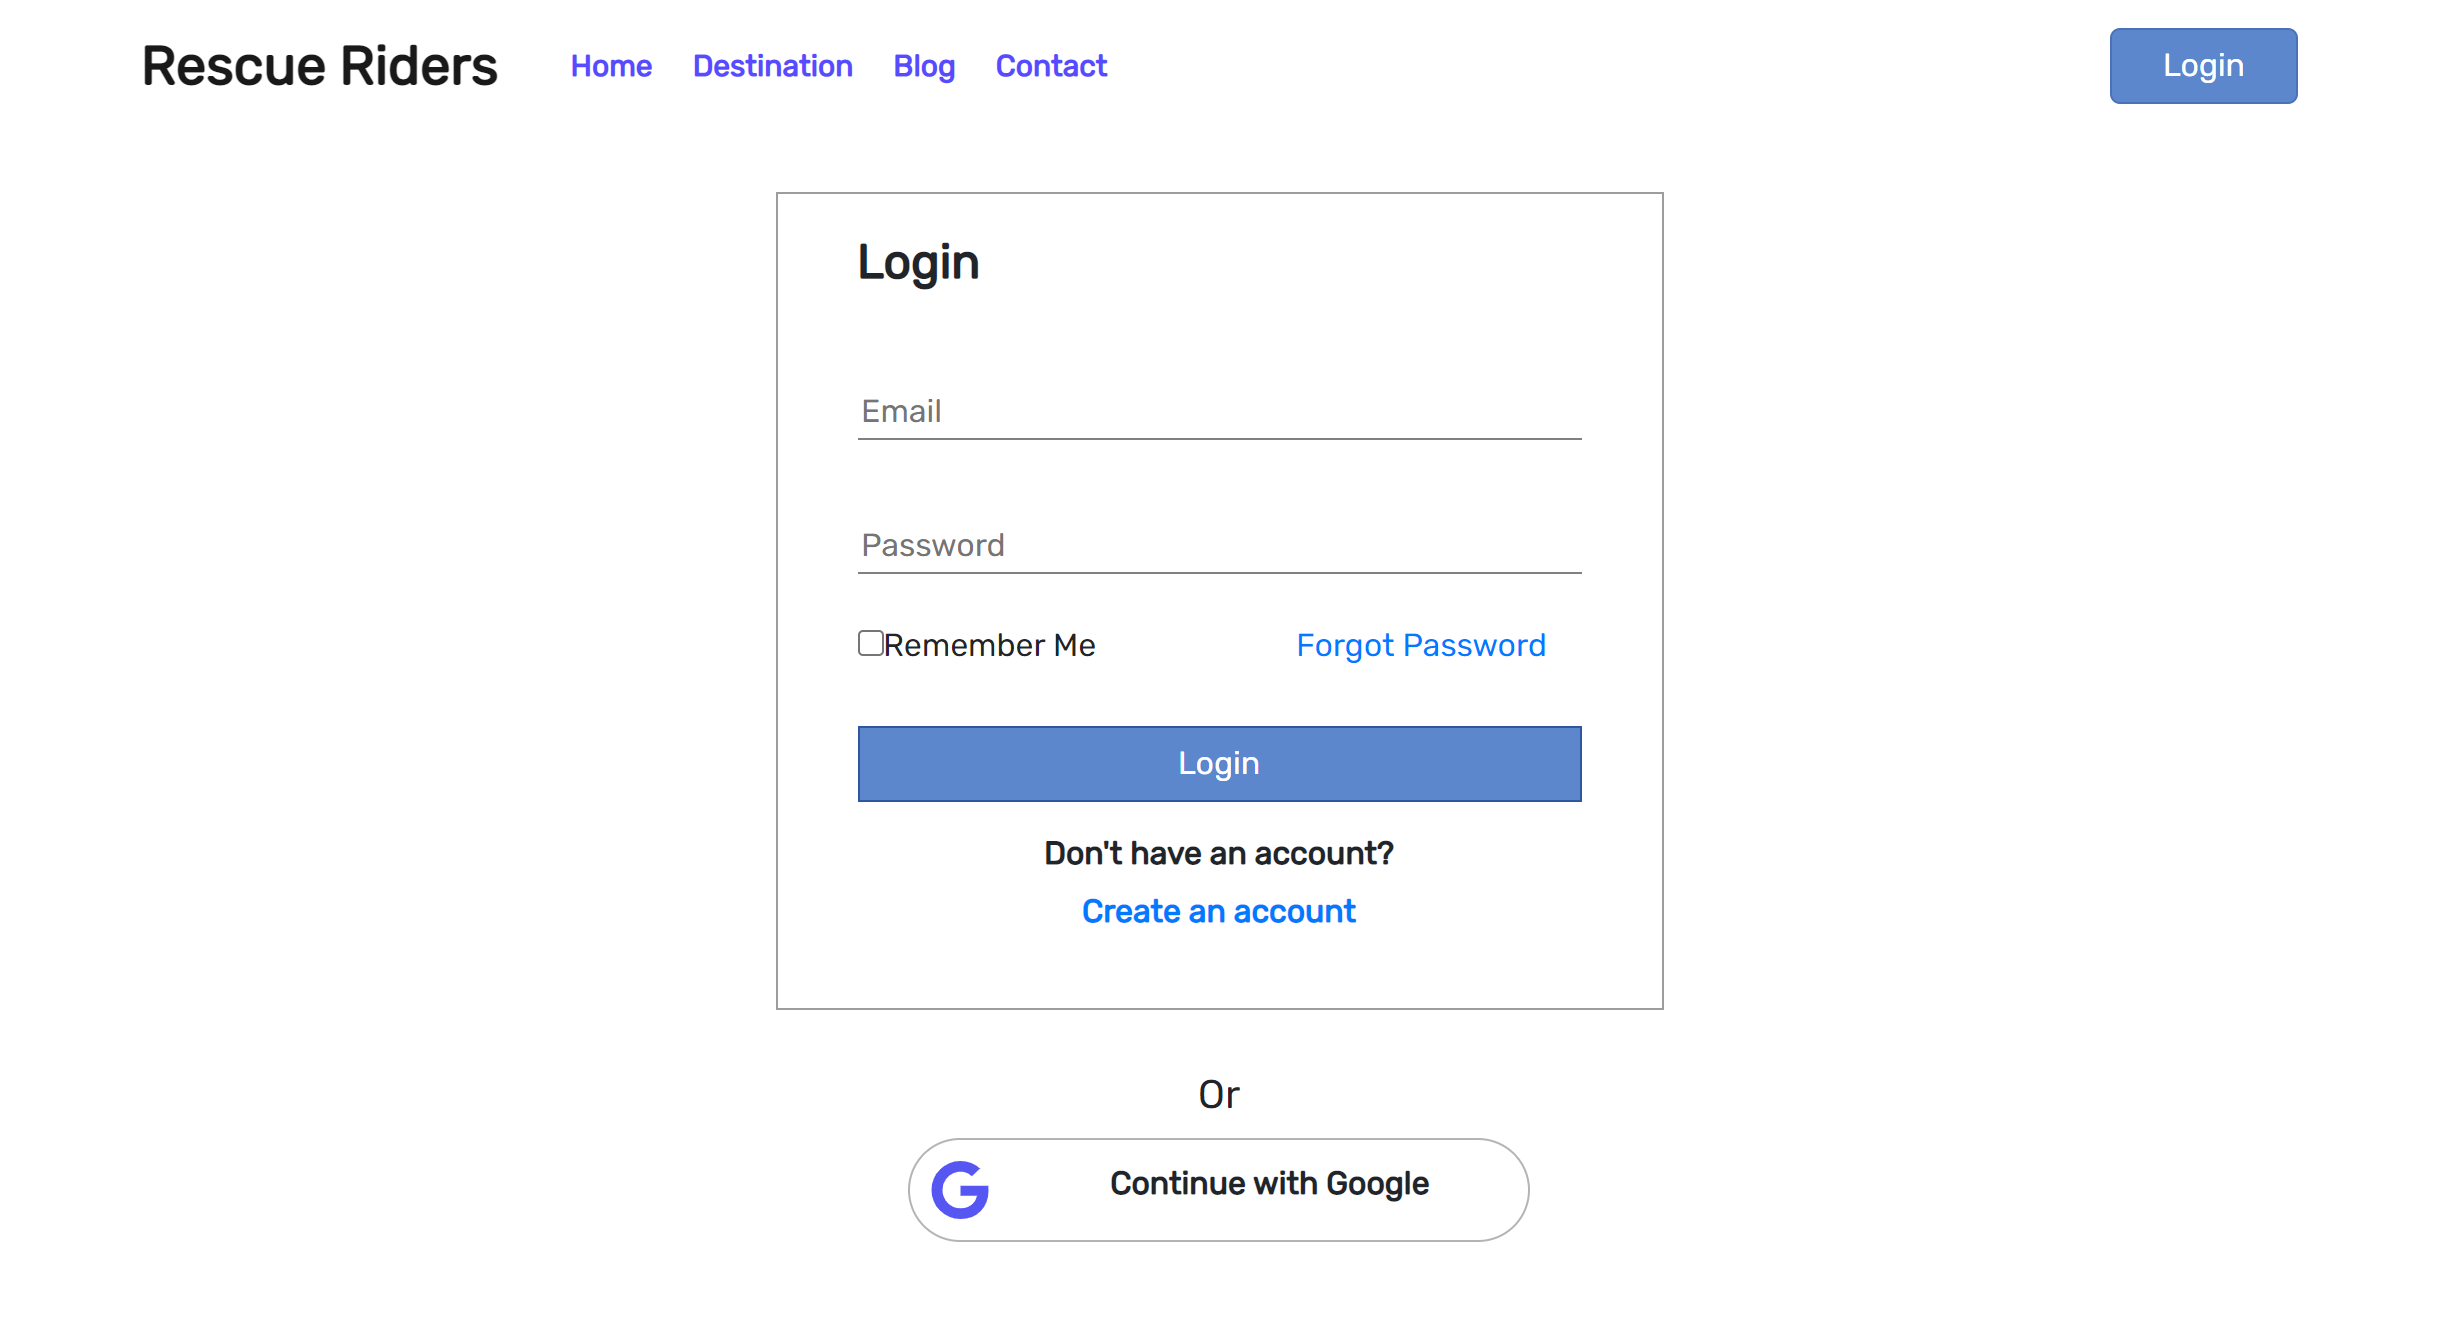 Rescue Riders Home Destination Blog Contact Login
Login
Email
Password
Remember Me Forgot Password
Login
Don't have an account?
Create an account
Or
Continue with Google